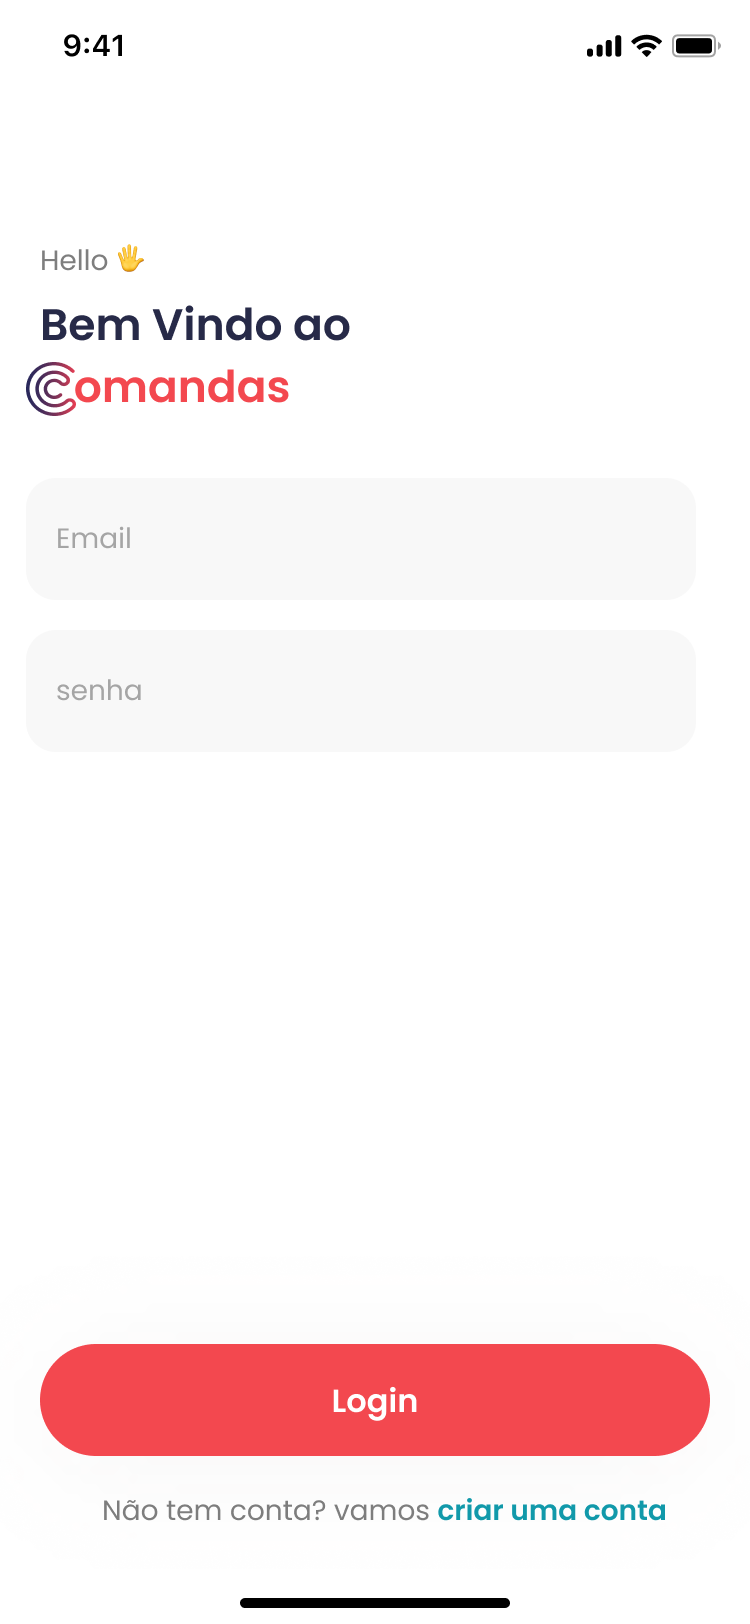 9:41
Hello 🖐
Bem Vindo ao
Comandas
Email
senha
Login
Não tem conta? vamos criar uma conta